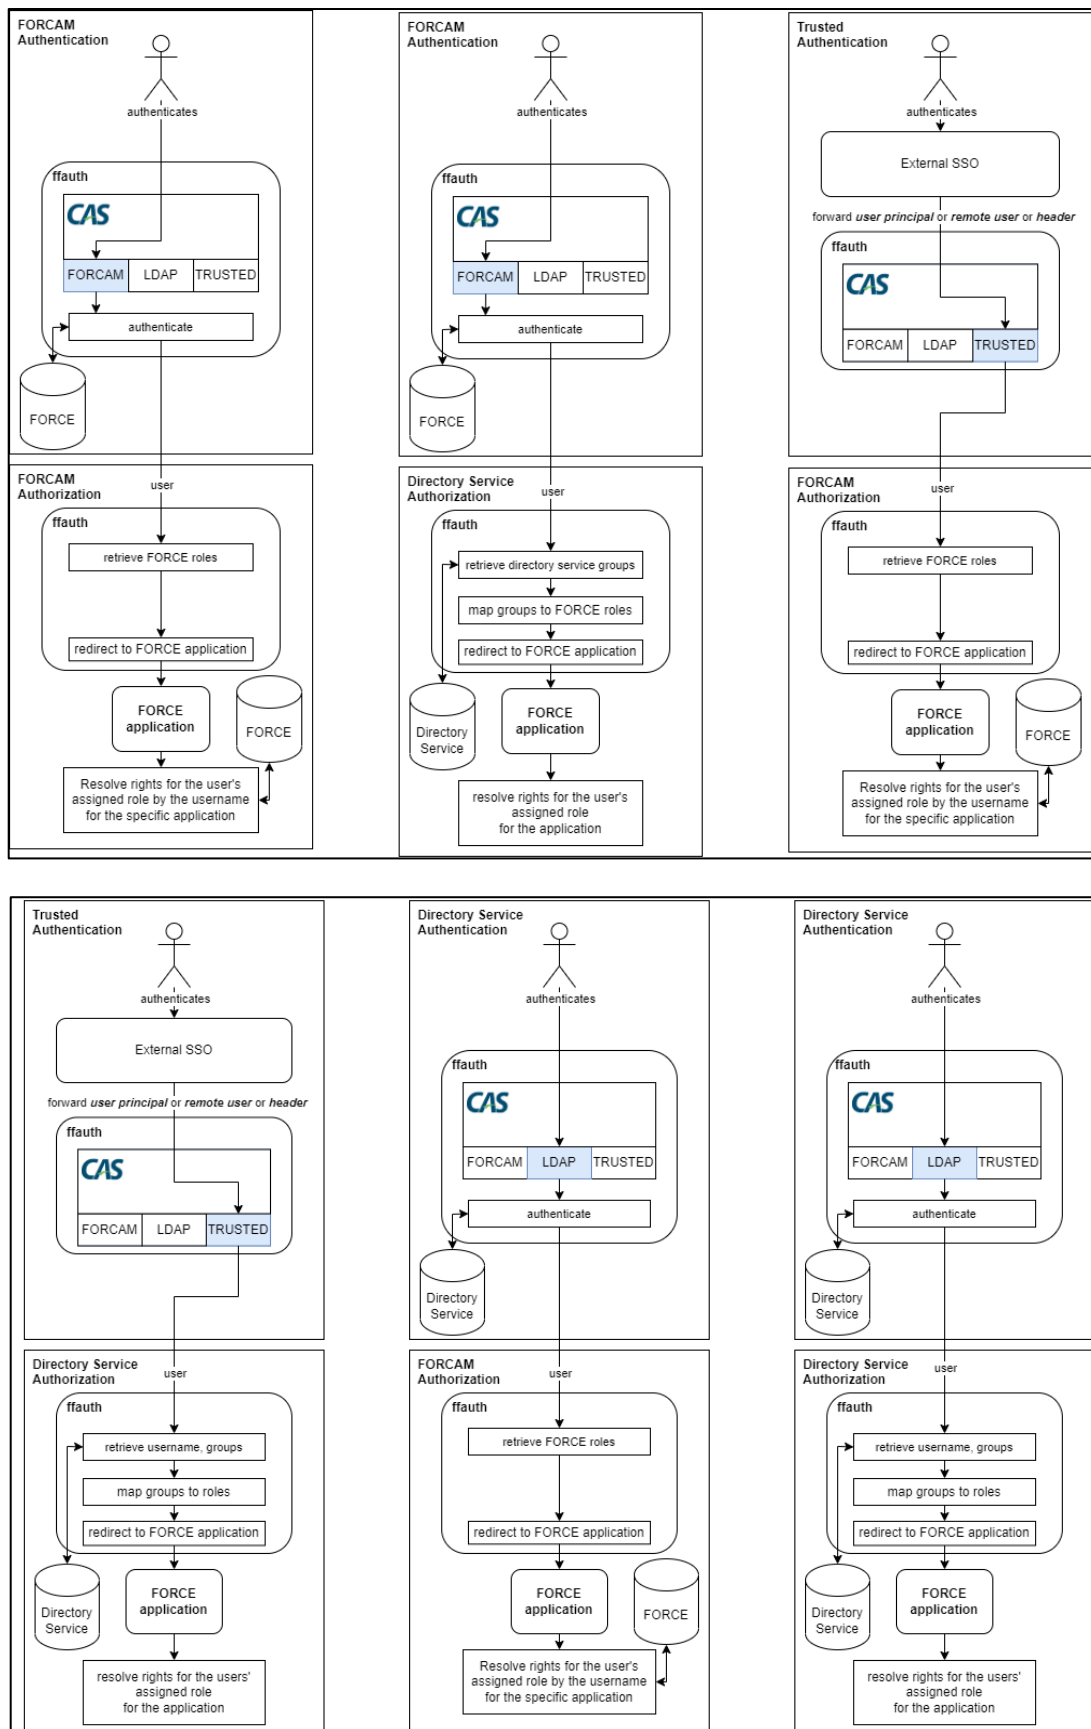 FORCAM
Authentication
authenticates
ffauth
CAS
FORCAM
LDAP
TRUSTED
authenticate
FORCE
FORCAM
Authorization
user
ffauth
retrieve FORCE roles
redirect to FORCE application
FORCE
application
FORCE
Resolve rights for the user's
assigned role by the username
for the specific application
FORCAM
Authentication
authenticates
ffauth
CAS
FORCAM
LDAP
TRUSTED
authenticate
FORCE
Directory Service
Authorization
user
ffauth
retrieve directory service groups
map groups to FORCE roles
redirect to FORCE application
Directory
Service
FORCE
application
resolve rights for the user's
assigned role
for the application
Trusted
Authentication
authenticates
External SSO
forward user principal or remote user or header
ffauth
CAS
FORCAM
LDAP
TRUSTED
FORCAM
Authorization
user
ffauth
retrieve FORCE roles
redirect to FORCE application
FORCE
application
FORCE
Resolve rights for the user's
assigned role by the username
for the specific application
Trusted
Authentication
authenticates
External SSO
forward user principal or remote user or header
ffauth
CAS
FORCAM
LDAP
TRUSTED
Directory Service
Authorization
user
ffauth
retrieve username, groups
map groups to roles
redirect to FORCE application
Directory
Service
FORCE
application
resolve rights for the users'
assigned role
for the application
Directory Service
Authentication
authenticates
ffauth
CAS
FORCAM
LDAP
TRUSTED
authenticate
Directory
Service
FORCAM
Authorization
user
ffauth
retrieve FORCE roles
redirect to FORCE application
FORCE
application
FORCE
Resolve rights for the user's
assigned role by the username
for the specific application
Directory Service
Authentication
authenticates
ffauth
CAS
FORCAM
LDAP
TRUSTED
authenticate
Directory
Service
Directory Service
Authorization
user
ffauth
retrieve username, groups
map groups to roles
redirect to FORCE application
Directory
Service
FORCE
application
resolve rights for the users'
assigned role
for the application